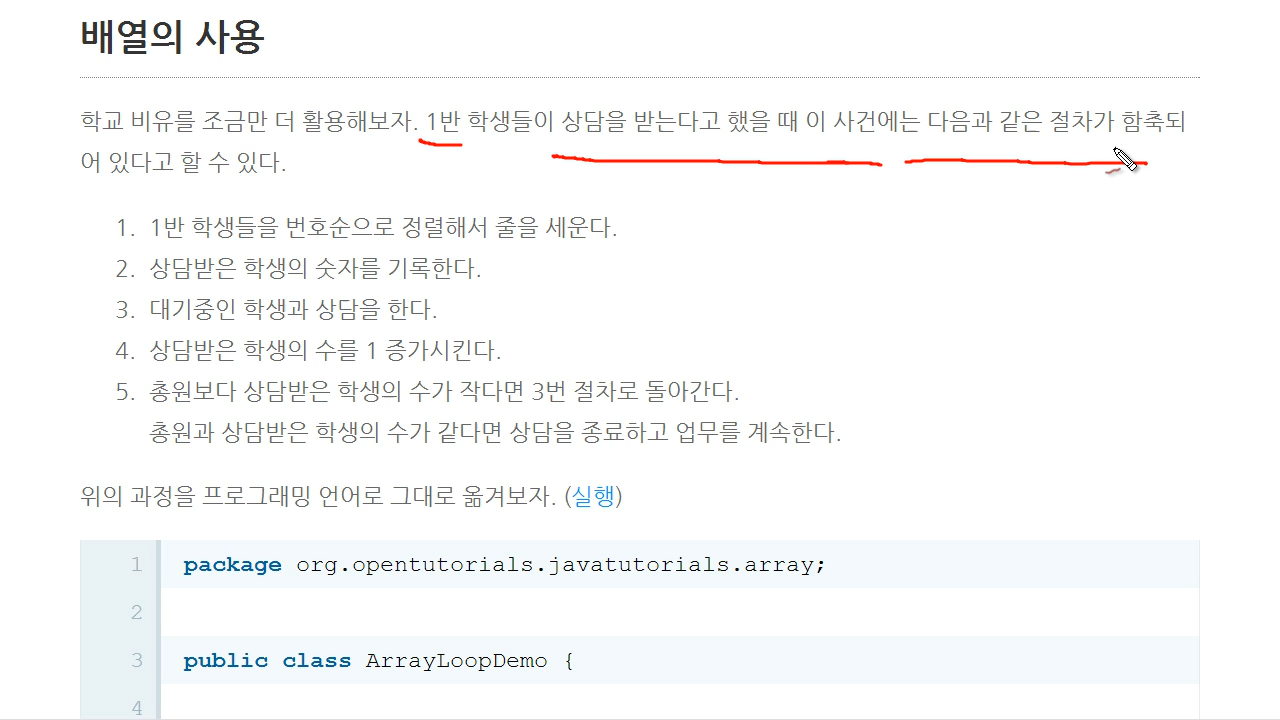 배열의 사용
학교 비유를 조금만 더 활용해보자. 1반 학생들이 상담을 받는다고 했을 때 이 사건에는 다음과 같은 절차가 함축되
어 있다고 할 수 있다.
1. 1반 학생들을 번호순으로 정렬해서 줄을 세운다.
2. 상담받은 학생의 숫자를 기록한다.
3. 대기중인 학생과 상담을 한다.
4. 상담받은 학생의 수를 1 증가시킨다.
5. 총원보다 상담받은 학생의 수가 작다면 3번 절차로 돌아간다.
총원과 상담받은 학생의 수가 같다면 상담을 종료하고 업무를 계속한다.
위의 과정을 프로그래밍 언어로 그대로 옮겨보자. (실행)
1 package org.opentutorials.javatutorials.array;
2
3 public class ArrayLoopDemo {
4